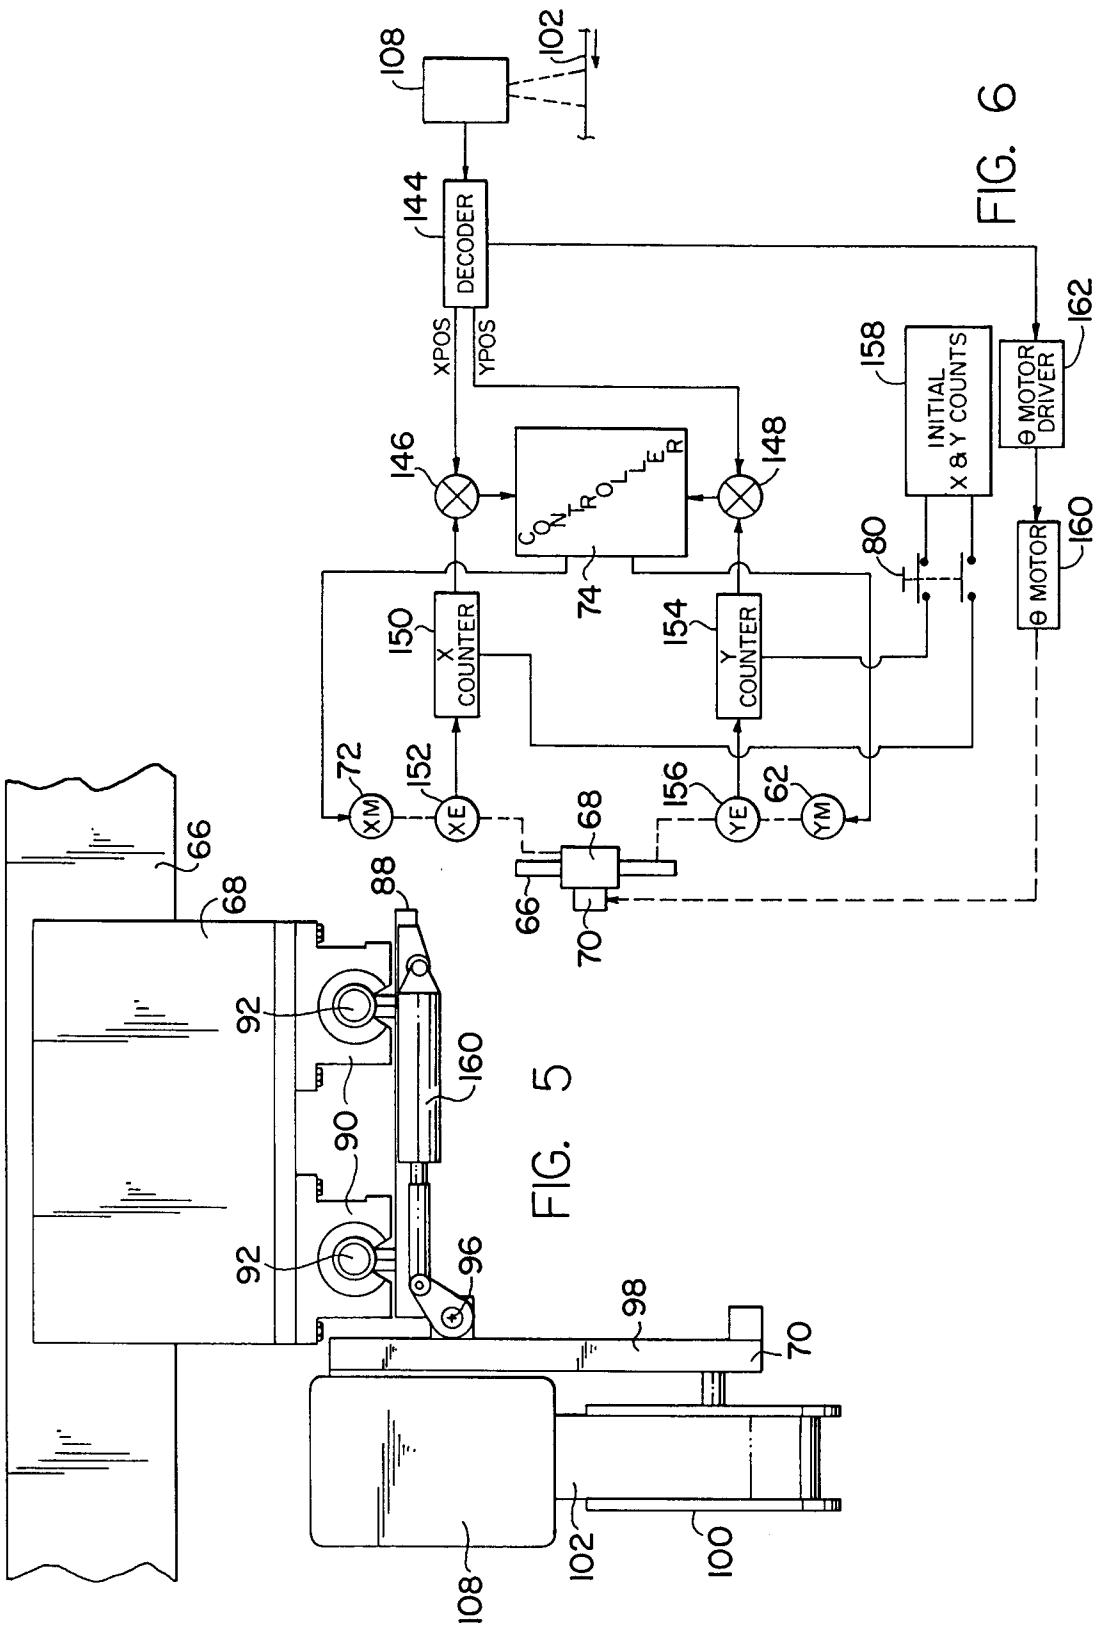 66
68
92
92
90
88
160
96
98
70
108
102
100
FIG. 5
108
102
144
DECODER
XPOS
YPOS
146
148
CONTROLLER
74
150
X
COUNTER
154
Y
COUNTER
72
XM
152
XE
156
YE
62
YM
66
68
70
80
158
INITIAL
X & Y COUNTS
162
θ MOTOR
DRIVER
160
θ MOTOR
FIG. 6